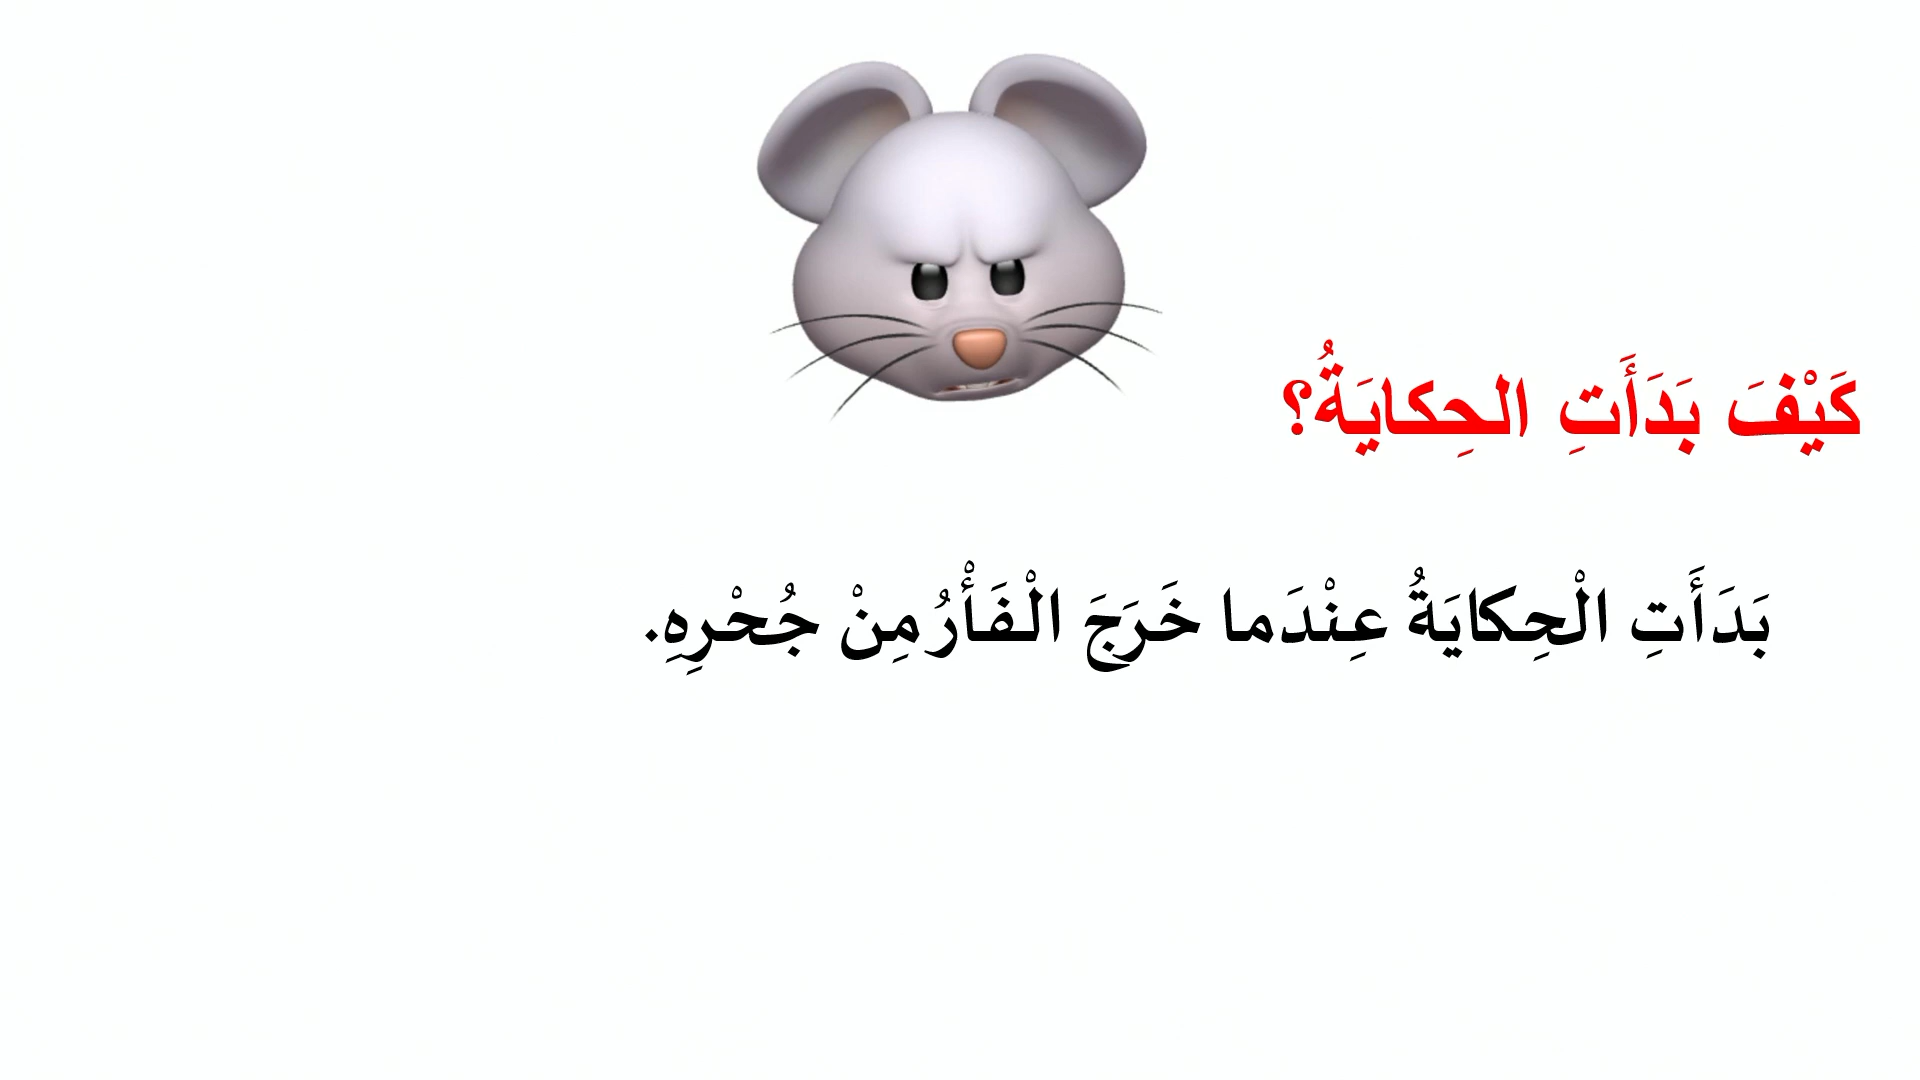 كَيْفَ بَدَأَتِ الحِكايَةُ؟
بَدَأَتِ الْحِكايَةُ عِنْدَما خَرَجَ الْفَأْرُمِنْ جُحْرِهِ.